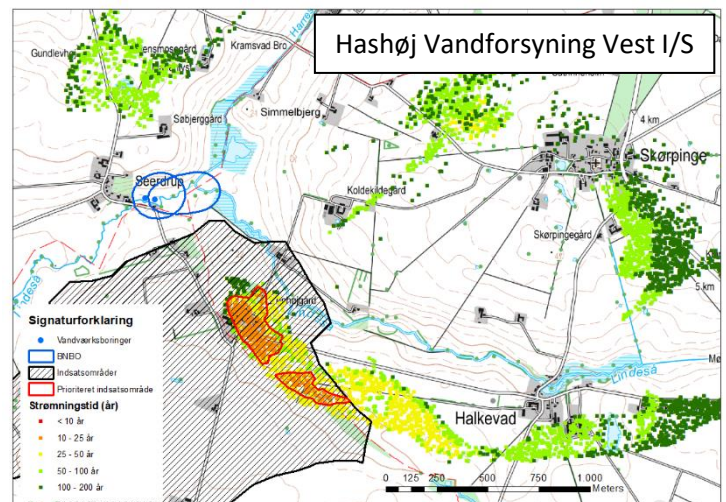 Hashøj Vandforsyning Vest I/S
Kramsvad Bro
Simmelbjerg
Søbjerggård
4 km
Skørpinge
Seerdrup
Koldekildegård
Skørpingegård
5.km
Lindeså
Lindeså
Halkevad
Signaturforklaring
Vandværksboringer
BNBO
Indsatsområder
Prioriteret indsatsområde
Strømningstid (år)
< 10 år
10 - 25 år
25 - 50 år
50 - 100 år
100 - 200 år
0 125 250 500 750 1.000
Meters